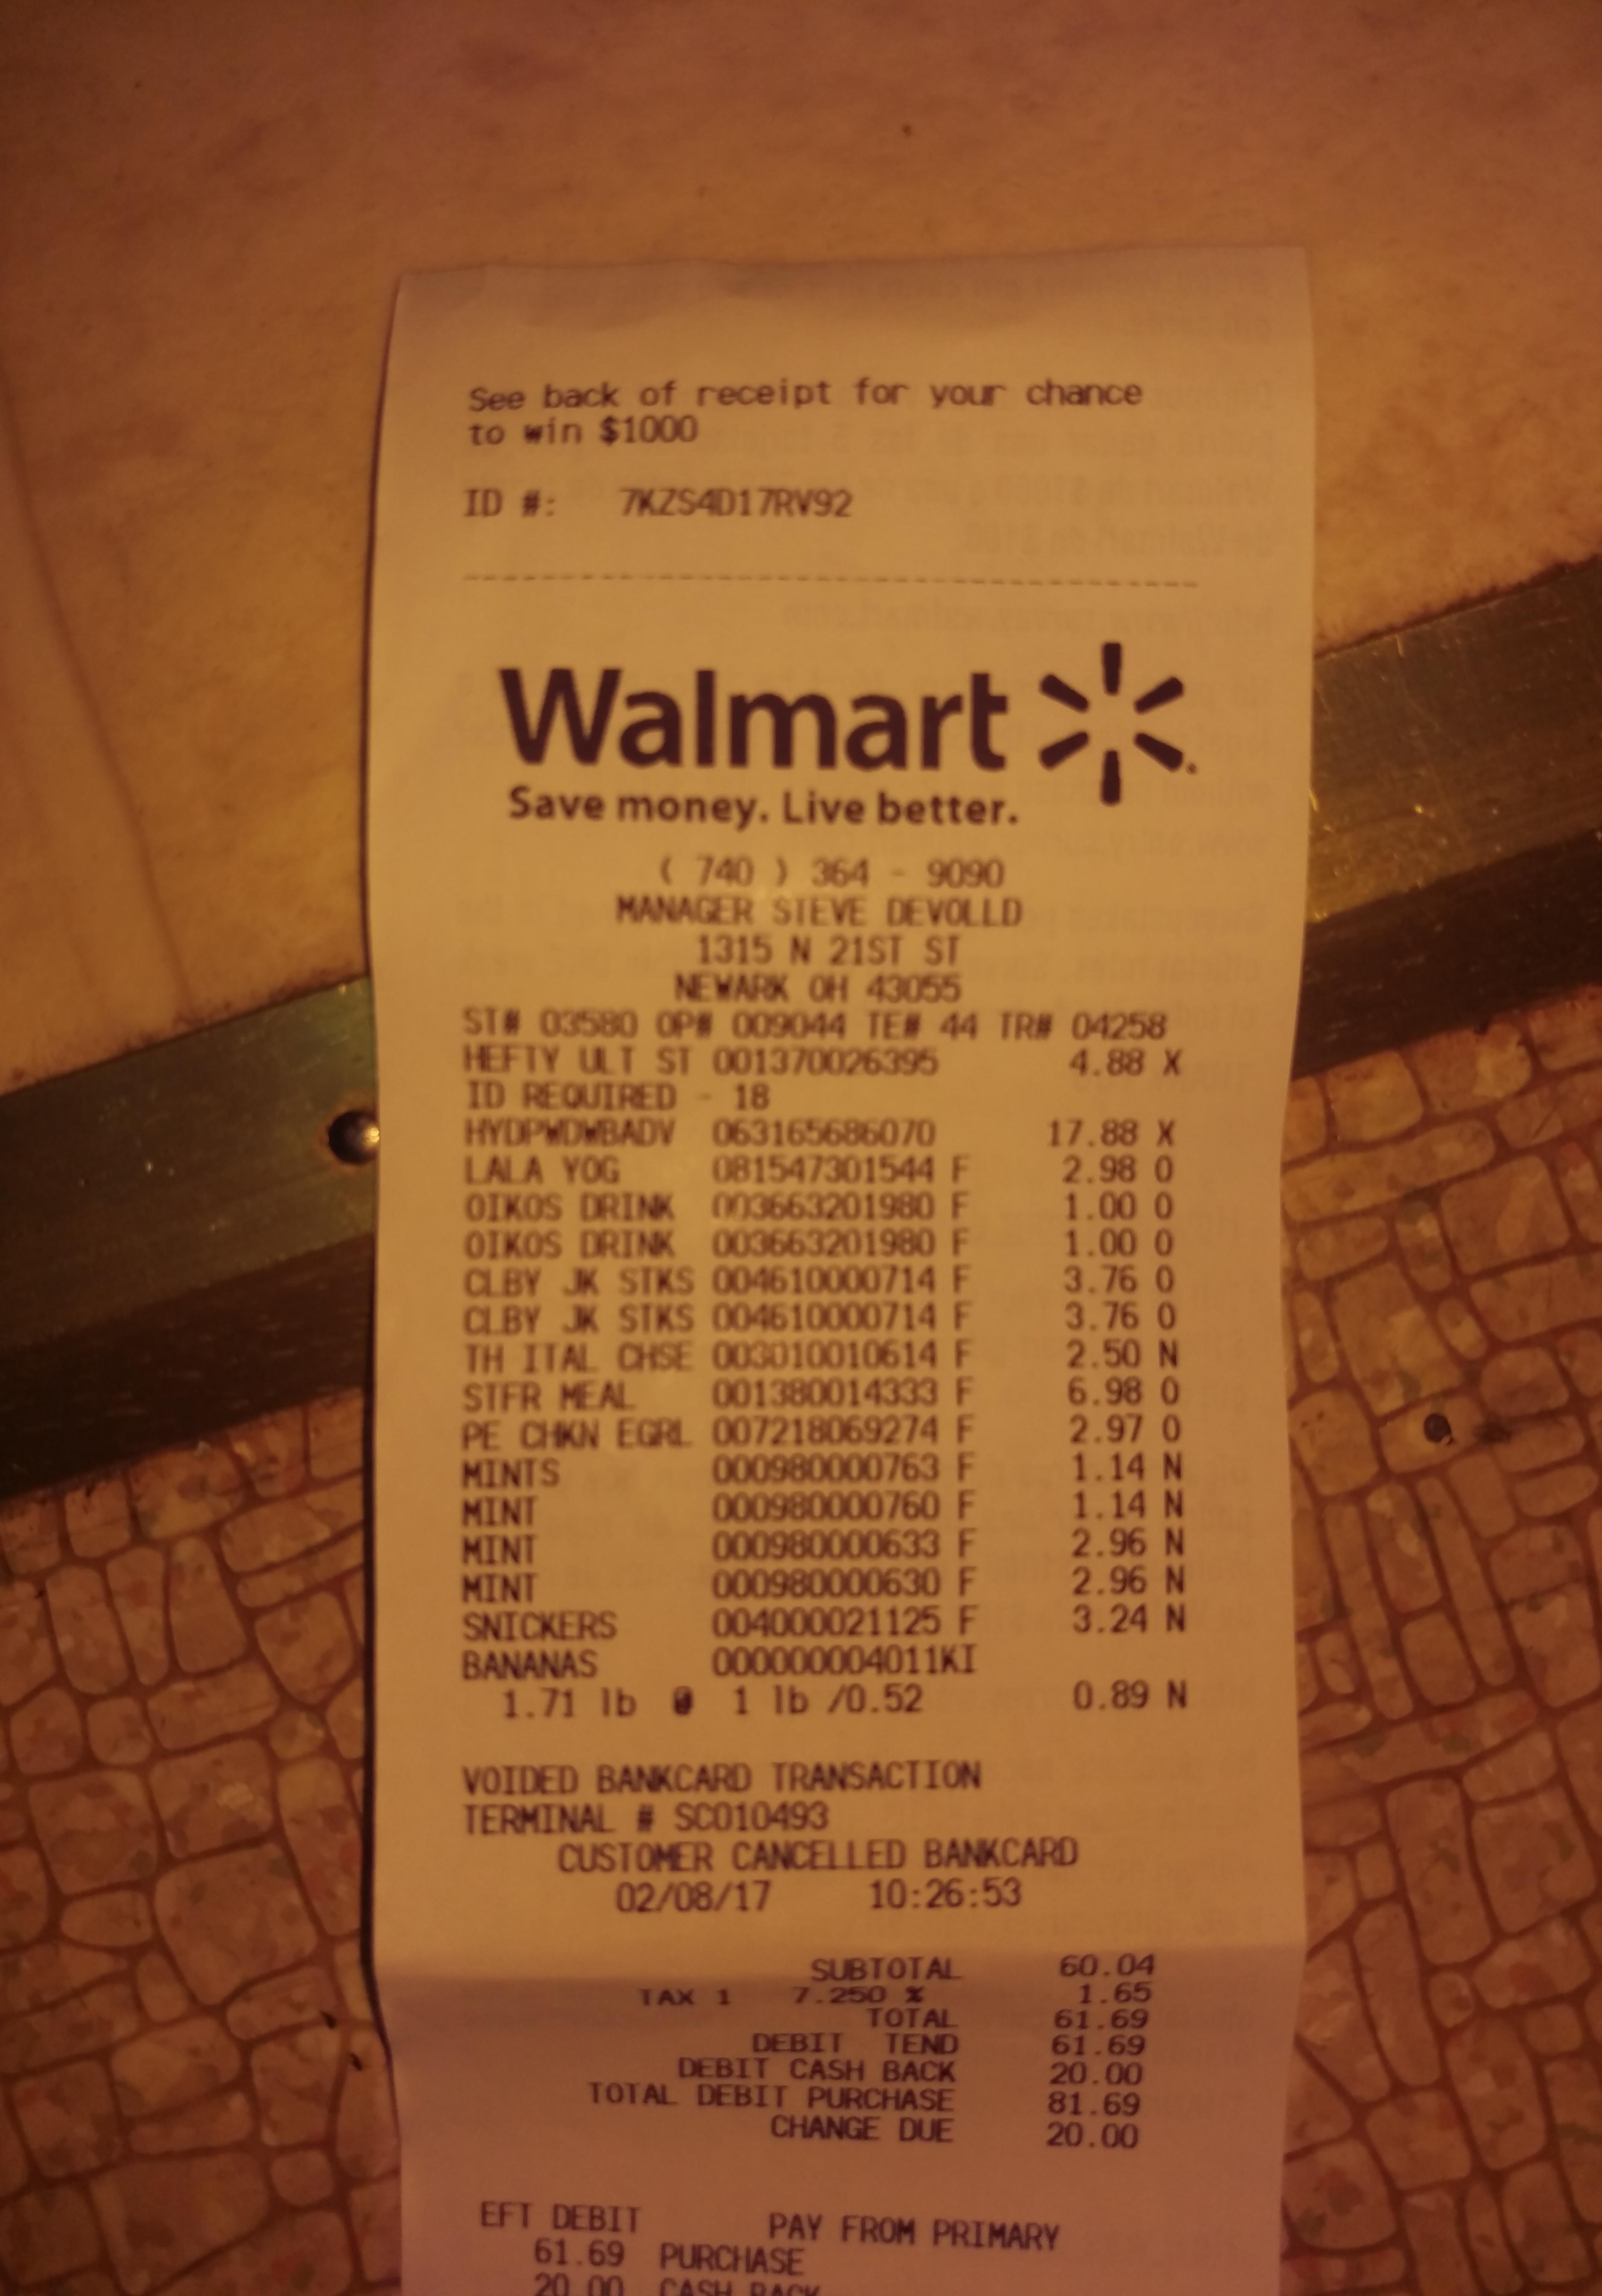 See back of receipt for your chance
to win $1000
ID #: 7KZS4D17RV92
Walmart
Save money. Live better.
( 740 ) 364 - 9090
MANAGER STEVE DEVOLLD
1315 N 21ST ST
NEWARK OH 43055
ST# 03580 OP# 009044 TE# 44 TR# 04258
HEFTY ULT ST 001370026395 4.88 X
ID REQUIRED - 18
HYDPWDWBADV 063165686070 17.88 X
LALA YOG 081547301544 F 2.98 O
OIKOS DRINK 003663201980 F 1.00 O
OIKOS DRINK 003663201980 F 1.00 O
CLBY JK STKS 004610000714 F 3.76 O
CLBY JK STKS 004610000714 F 3.76 O
TH ITAL CHSE 003010010614 F 2.50 N
STFR MEAL 001380014333 F 6.98 O
PE CHKN EGRL 007218069274 F 2.97 O
MINTS 000980000763 F 1.14 N
MINT 000980000760 F 1.14 N
MINT 000980000633 F 2.96 N
MINT 000980000630 F 2.96 N
SNICKERS 004000021125 F 3.24 N
BANANAS 000000004011KI
1.71 lb @ 1 lb /0.52 0.89 N
VOIDED BANKCARD TRANSACTION
TERMINAL # SC010493
CUSTOMER CANCELLED BANKCARD
02/08/17 10:26:53
SUBTOTAL 60.04
TAX 1 7.250 % 1.65
TOTAL 61.69
DEBIT TEND 61.69
DEBIT CASH BACK 20.00
TOTAL DEBIT PURCHASE 81.69
CHANGE DUE 20.00
EFT DEBIT PAY FROM PRIMARY
61.69 PURCHASE
20.00 CASH BACK